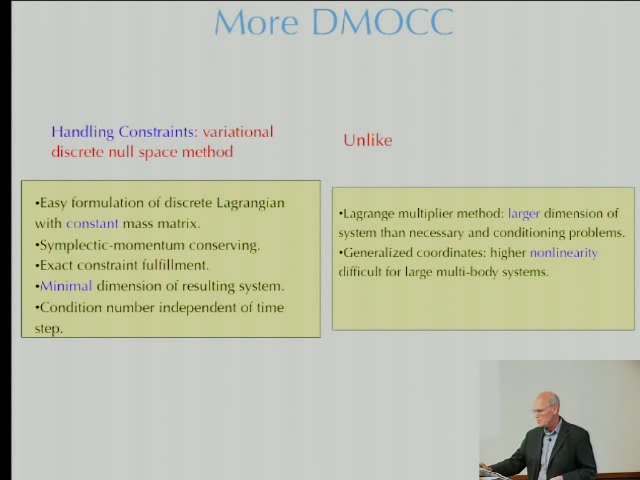 More DMOCC
Handling Constraints: variational
discrete null space method
Unlike
•Easy formulation of discrete Lagrangian
with constant mass matrix.
•Symplectic-momentum conserving.
•Exact constraint fulfillment.
•Minimal dimension of resulting system.
•Condition number independent of time
step.
•Lagrange multiplier method: larger dimension of
system than necessary and conditioning problems.
•Generalized coordinates: higher nonlinearity
difficult for large multi-body systems.